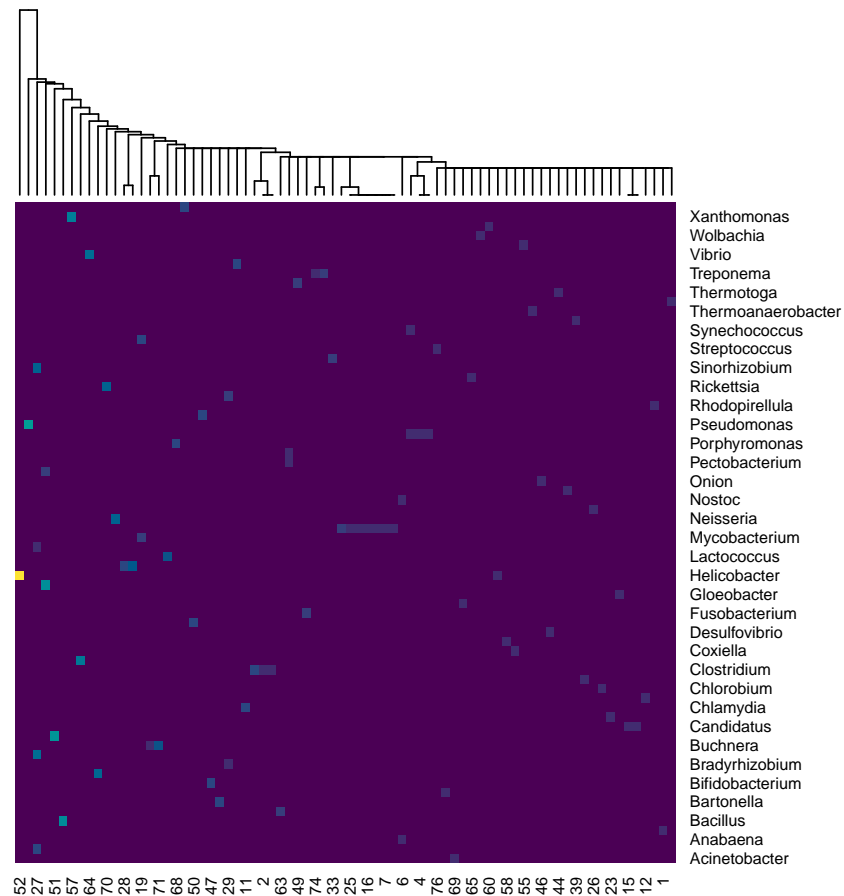 Xanthomonas
Wolbachia
Vibrio
Treponema
Thermotoga
Thermoanaerobacter
Synechococcus
Streptococcus
Sinorhizobium
Rickettsia
Rhodopirellula
Pseudomonas
Porphyromonas
Pectobacterium
Onion
Nostoc
Neisseria
Mycobacterium
Lactococcus
Helicobacter
Gloeobacter
Fusobacterium
Desulfovibrio
Coxiella
Clostridium
Chlorobium
Chlamydia
Candidatus
Buchnera
Bradyrhizobium
Bifidobacterium
Bartonella
Bacillus
Anabaena
Acinetobacter
52 27 51 57 64 70 28 19 71 68 50 47 29 11 2 63 49 74 33 25 16 7 6 4 76 69 65 60 58 55 46 44 39 26 23 15 12 1